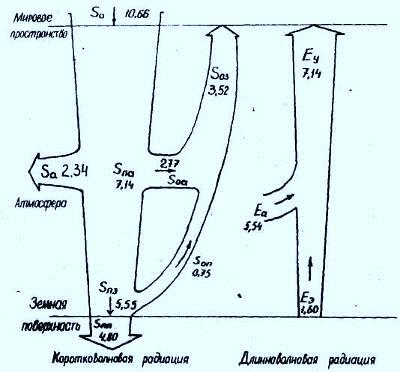 Мировое пространство
S₀ 10.66
Sоз 3,52
Eу 7,14
Sа 2,34
Sпа 7,14
2,77 Sоа
Атмосфера
Eа 5,54
Sоп 0,75
Sпз 5,55
Земная поверхность
Sпп 4.80
Eэ 1,60
Коротковолновая радиация
Длинноволновая радиация